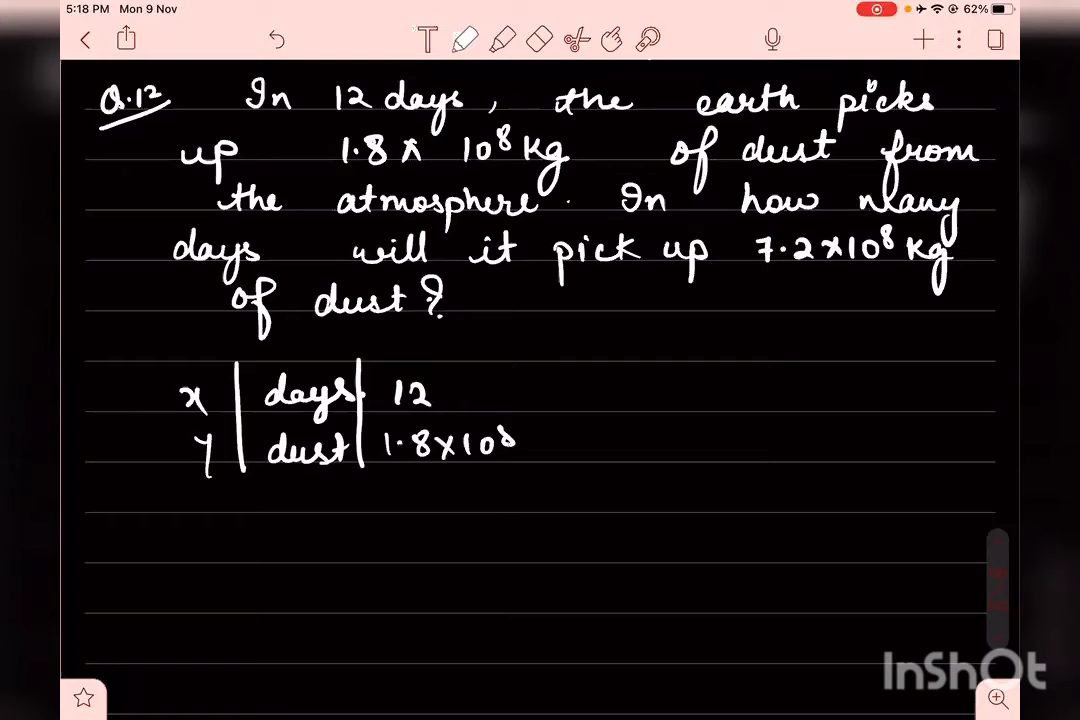 5:18 PM Mon 9 Nov 62%
Q.12 In 12 days, the earth picks
up 1.8 x 10⁸ Kg of dust from
the atmosphere. In how many
days will it pick up 7.2x10⁸ Kg
of dust?
x | days | 12
y | dust | 1.8x10⁸
InShOt